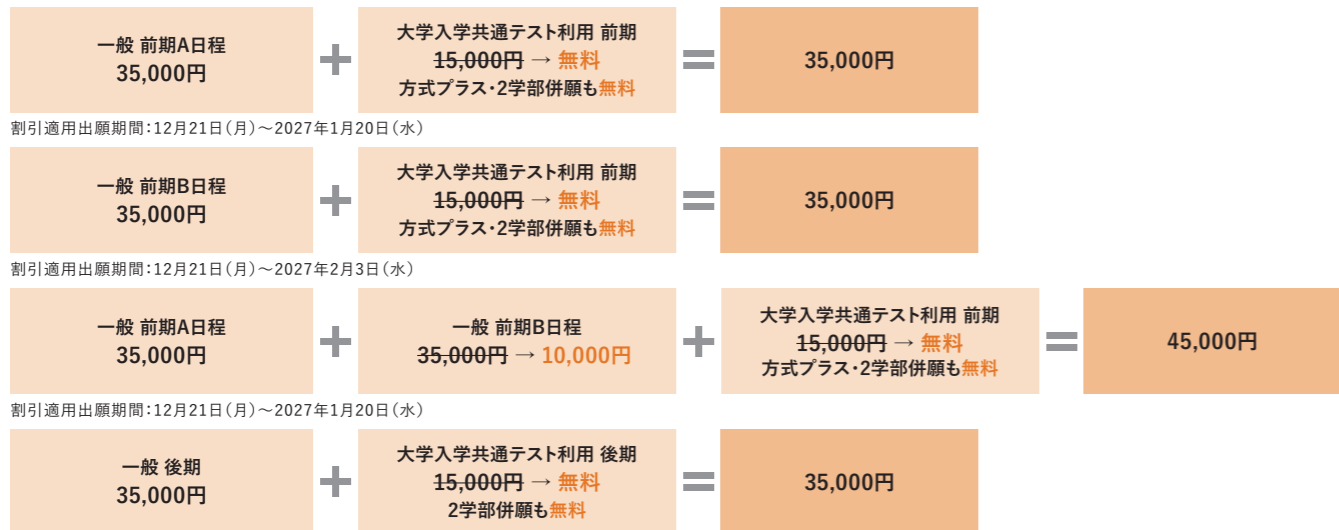 一般 前期A日程
35,000円
+
大学入学共通テスト利用 前期
15,000円 → 無料
方式プラス・2学部併願も無料
=
35,000円
割引適用出願期間：12月21日（月）～2027年1月20日（水）
一般 前期B日程
35,000円
+
大学入学共通テスト利用 前期
15,000円 → 無料
方式プラス・2学部併願も無料
=
35,000円
割引適用出願期間：12月21日（月）～2027年2月3日（水）
一般 前期A日程
35,000円
+
一般 前期B日程
35,000円 → 10,000円
+
大学入学共通テスト利用 前期
15,000円 → 無料
方式プラス・2学部併願も無料
=
45,000円
割引適用出願期間：12月21日（月）～2027年1月20日（水）
一般 後期
35,000円
+
大学入学共通テスト利用 後期
15,000円 → 無料
2学部併願も無料
=
35,000円